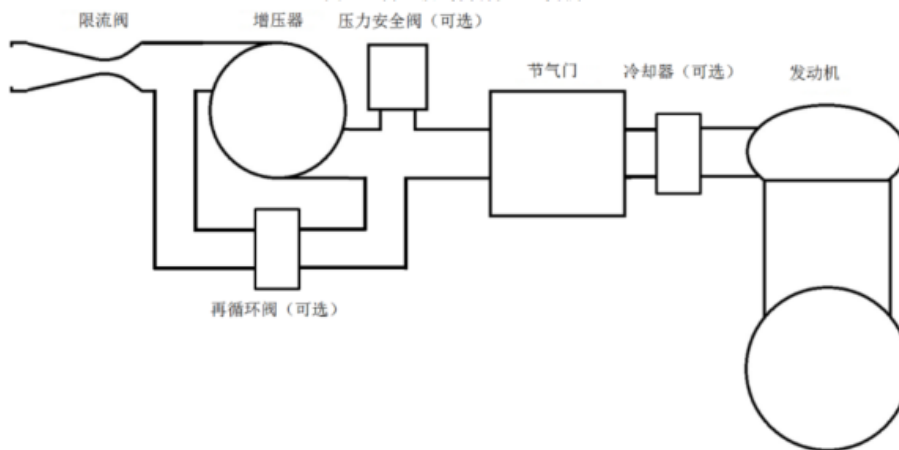 限流阀
增压器
压力安全阀（可选）
节气门
冷却器（可选）
发动机
再循环阀（可选）